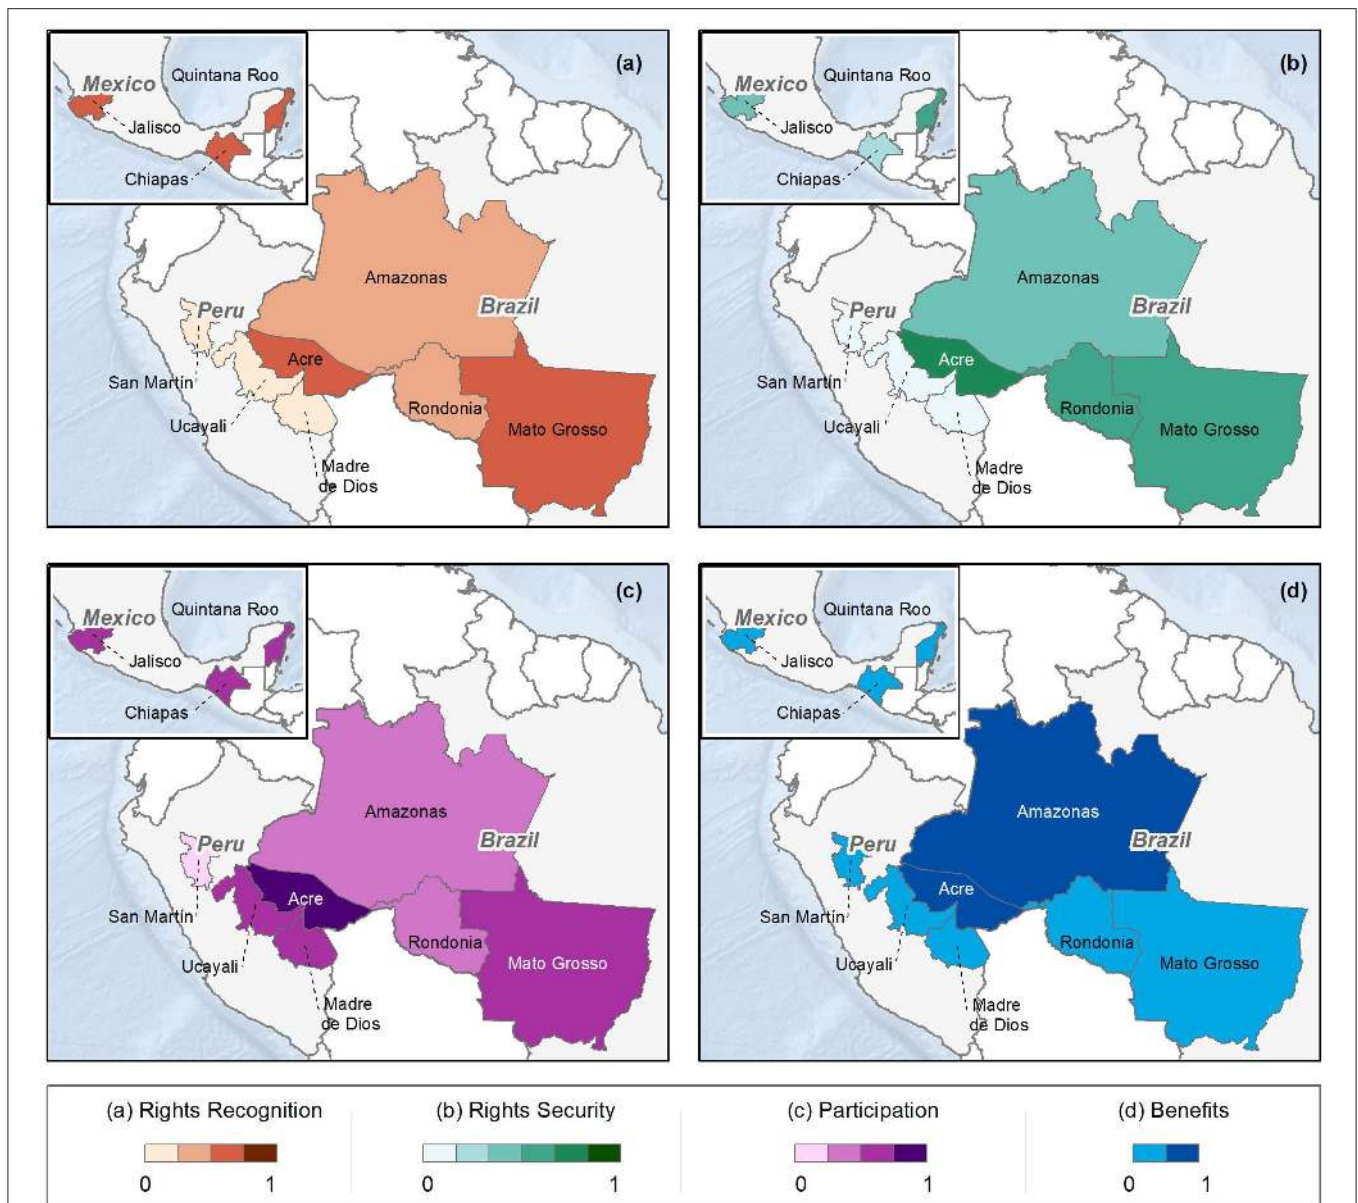 (a)
Mexico
Quintana Roo
Jalisco
Chiapas
Amazonas
Peru
Brazil
Acre
San Martín
Rondonia
Ucayali
Mato Grosso
Madre
de Dios
(b)
Mexico
Quintana Roo
Jalisco
Chiapas
Amazonas
Peru
Brazil
Acre
San Martín
Rondonia
Ucayali
Mato Grosso
Madre
de Dios
(c)
Mexico
Quintana Roo
Jalisco
Chiapas
Amazonas
Peru
Brazil
Acre
San Martín
Rondonia
Ucayali
Mato Grosso
Madre
de Dios
(d)
Mexico
Quintana Roo
Jalisco
Chiapas
Amazonas
Peru
Brazil
Acre
San Martín
Rondonia
Ucayali
Mato Grosso
Madre
de Dios
(a) Rights Recognition
0 1
(b) Rights Security
0 1
(c) Participation
0 1
(d) Benefits
0 1